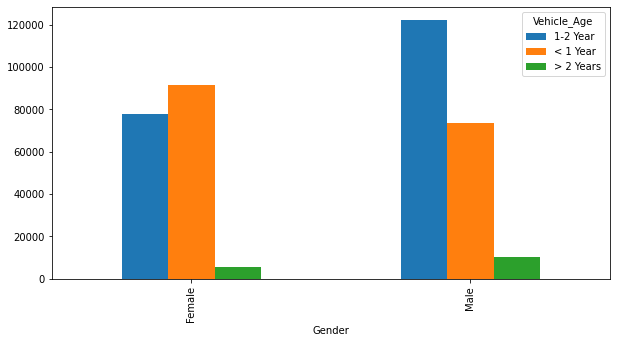 Vehicle_Age
1-2 Year
< 1 Year
> 2 Years
120000
100000
80000
60000
40000
20000
0
Female
Male
Gender